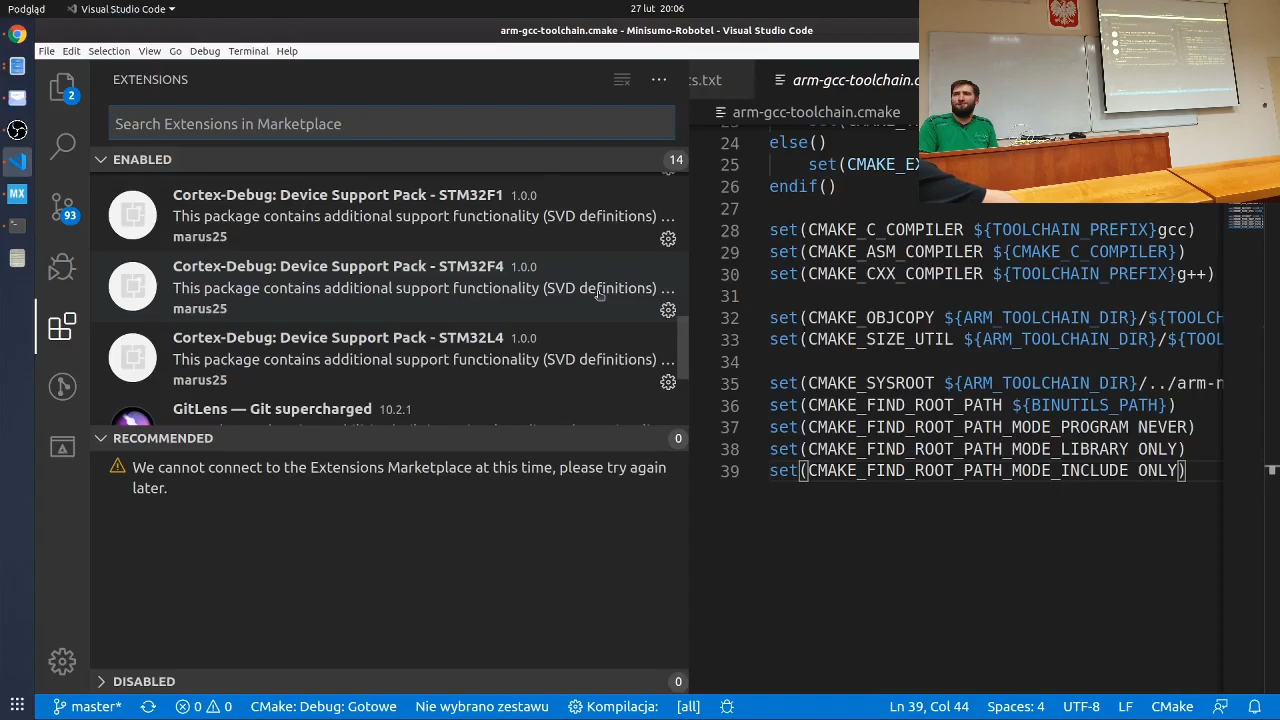 Podgląd
Visual Studio Code
27 lut 20:06
arm-gcc-toolchain.cmake - Minisumo-Robotel - Visual Studio Code
File Edit Selection View Go Debug Terminal Help
EXTENSIONS
Search Extensions in Marketplace
ENABLED 14
Cortex-Debug: Device Support Pack - STM32F1 1.0.0
This package contains additional support functionality (SVD definitions) ...
marus25
Cortex-Debug: Device Support Pack - STM32F4 1.0.0
This package contains additional support functionality (SVD definitions) ...
marus25
Cortex-Debug: Device Support Pack - STM32L4 1.0.0
This package contains additional support functionality (SVD definitions) ...
marus25
GitLens — Git supercharged 10.2.1
RECOMMENDED 0
We cannot connect to the Extensions Marketplace at this time, please try again
later.
DISABLED 0
2
93
MX
ts.txt
arm-gcc-toolchain.c
arm-gcc-toolchain.cmake
24 else()
25 set(CMAKE_EX
26 endif()
27
28 set(CMAKE_C_COMPILER ${TOOLCHAIN_PREFIX}gcc)
29 set(CMAKE_ASM_COMPILER ${CMAKE_C_COMPILER})
30 set(CMAKE_CXX_COMPILER ${TOOLCHAIN_PREFIX}g++)
31
32 set(CMAKE_OBJCOPY ${ARM_TOOLCHAIN_DIR}/${TOOLCH
33 set(CMAKE_SIZE_UTIL ${ARM_TOOLCHAIN_DIR}/${TOOL
34
35 set(CMAKE_SYSROOT ${ARM_TOOLCHAIN_DIR}/../arm-n
36 set(CMAKE_FIND_ROOT_PATH ${BINUTILS_PATH})
37 set(CMAKE_FIND_ROOT_PATH_MODE_PROGRAM NEVER)
38 set(CMAKE_FIND_ROOT_PATH_MODE_LIBRARY ONLY)
39 set(CMAKE_FIND_ROOT_PATH_MODE_INCLUDE ONLY)
master* 0 0 CMake: Debug: Gotowe Nie wybrano zestawu Kompilacja: [all] Ln 39, Col 44 Spaces: 4 UTF-8 LF CMake